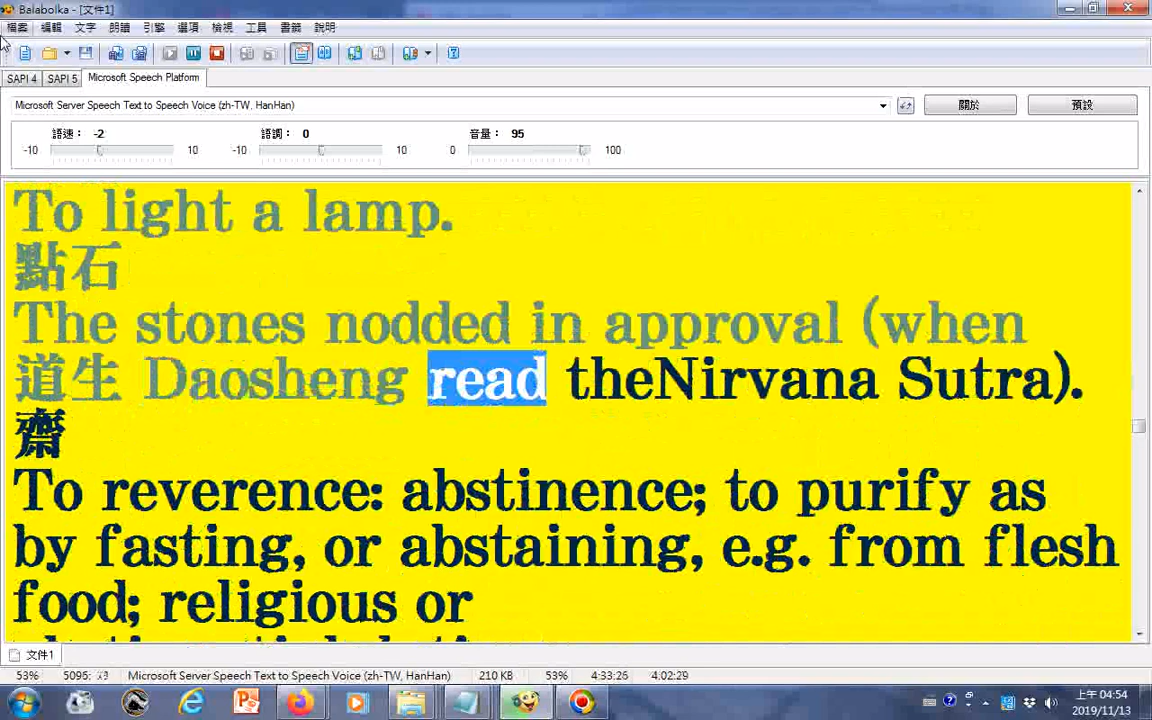 Balabolka - [文件1]
檔案 編輯 文字 朗讀 引擎 選項 檢視 工具 書籤 說明
SAPI 4 SAPI 5 Microsoft Speech Platform
Microsoft Server Speech Text to Speech Voice (zh-TW, HanHan) 關於 預設
語速： -2 語調： 0 音量： 95
-10 10 -10 10 0 100
To light a lamp.
點石
The stones nodded in approval (when
道生 Daosheng read theNirvana Sutra).
齋
To reverence: abstinence; to purify as
by fasting, or abstaining, e.g. from flesh
food; religious or
文件1
53% Microsoft Server Speech Text to Speech Voice (zh-TW, HanHan) 210 KB 53% 4:33:25 4:02:29
上午 04:54
2019/11/13